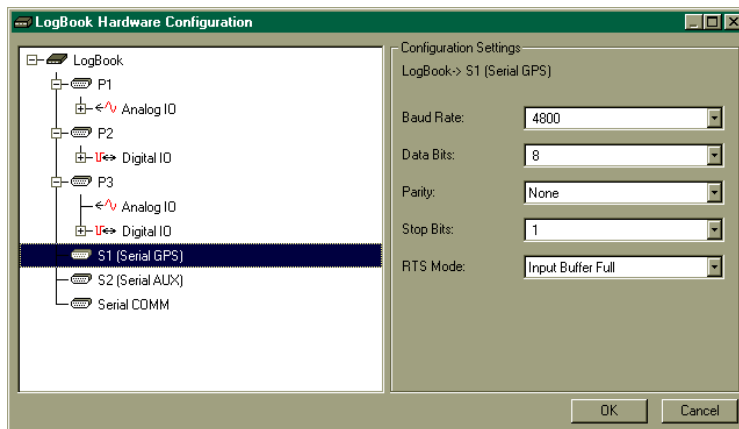 LogBook Hardware Configuration
LogBook
P1
Analog IO
P2
Digital IO
P3
Analog IO
Digital IO
S1 (Serial GPS)
S2 (Serial AUX)
Serial COMM
Configuration Settings
LogBook-> S1 (Serial GPS)
Baud Rate: 4800
Data Bits: 8
Parity: None
Stop Bits: 1
RTS Mode: Input Buffer Full
OK Cancel